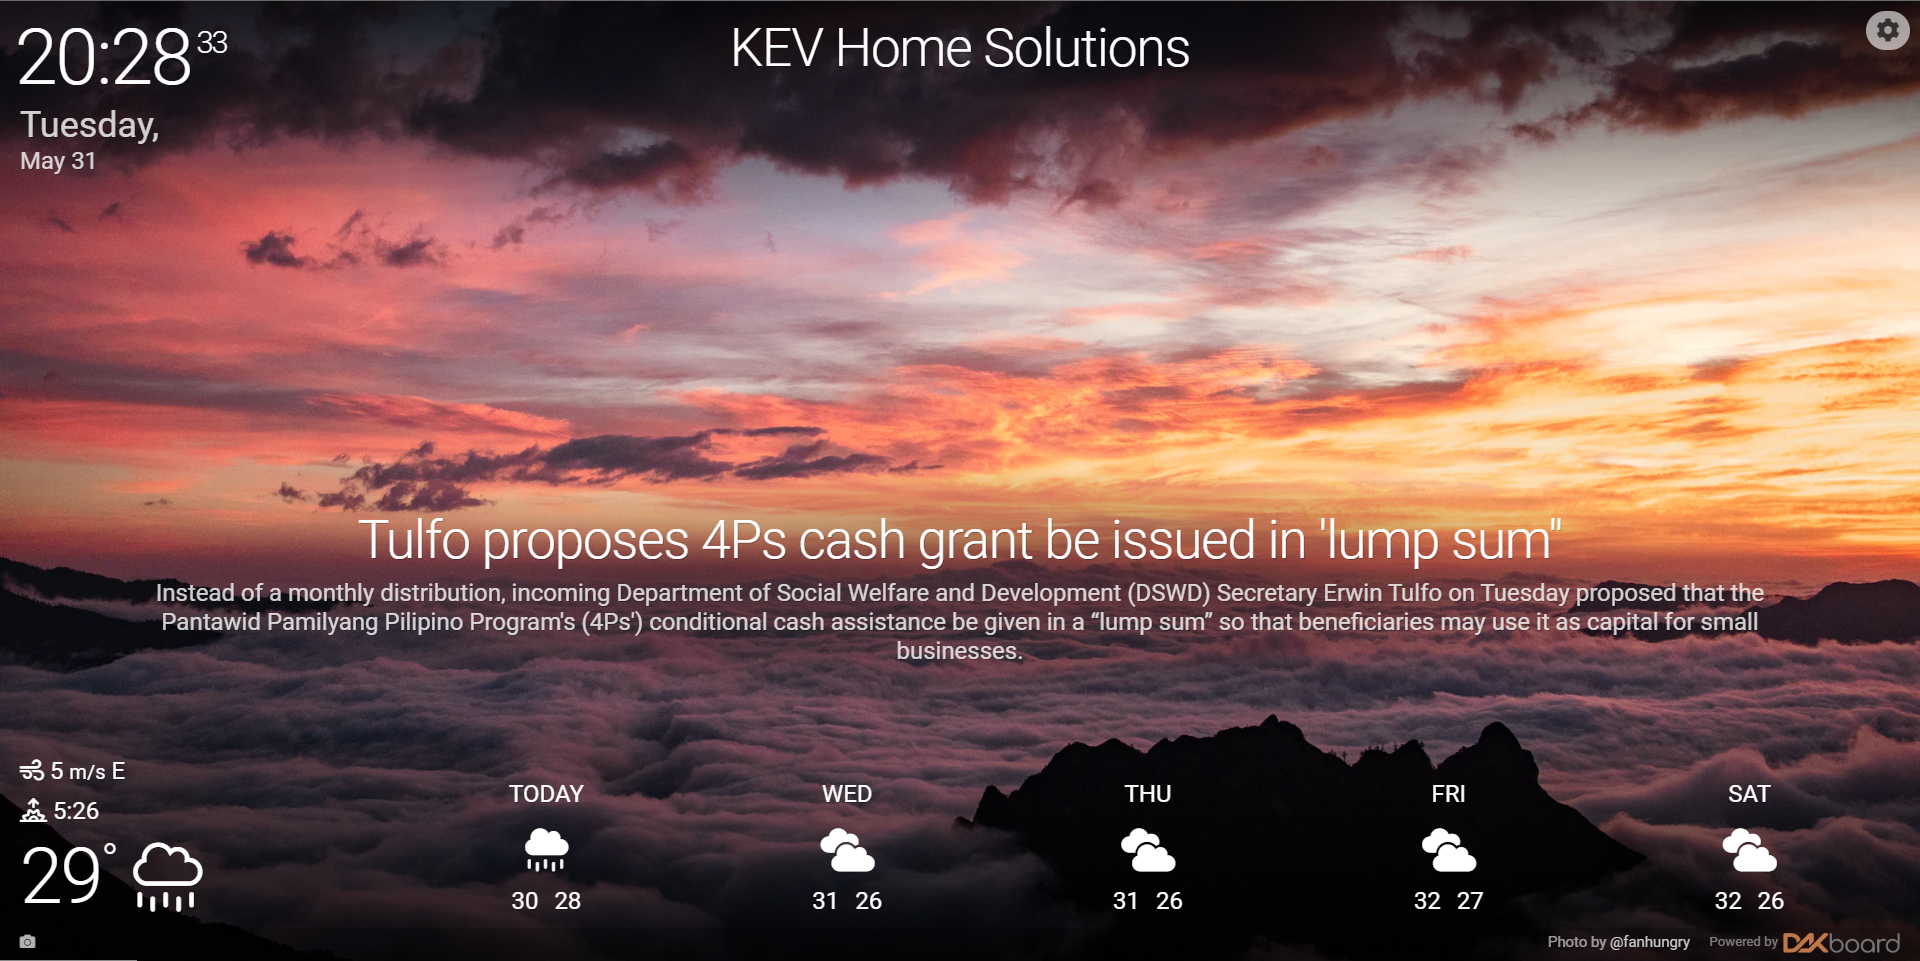 20:28 33
KEV Home Solutions
Tuesday,
May 31
Tulfo proposes 4Ps cash grant be issued in 'lump sum"
Instead of a monthly distribution, incoming Department of Social Welfare and Development (DSWD) Secretary Erwin Tulfo on Tuesday proposed that the
Pantawid Pamilyang Pilipino Program's (4Ps') conditional cash assistance be given in a “lump sum” so that beneficiaries may use it as capital for small
businesses.
5 m/s E
5:26
29°
TODAY
30 28
WED
31 26
THU
31 26
FRI
32 27
SAT
32 26
Photo by @fanhungry
Powered by DAKboard